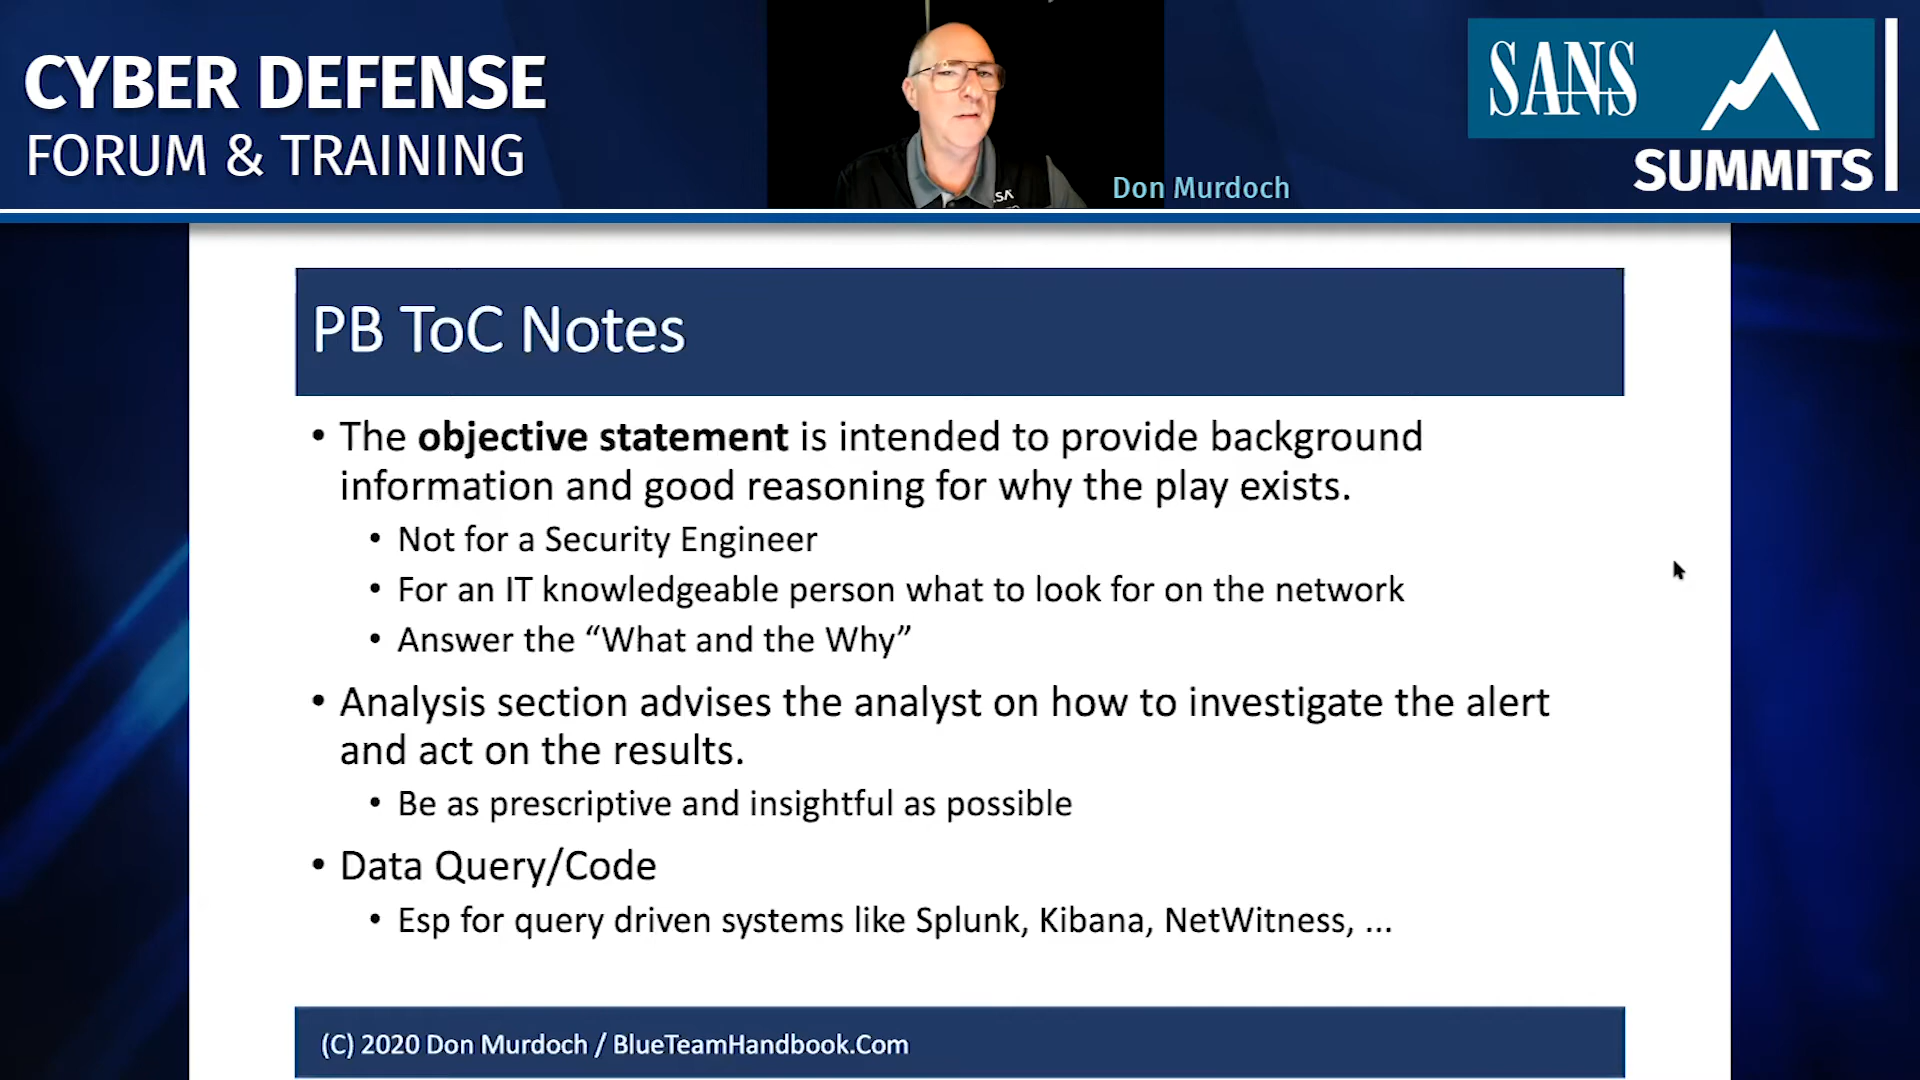 CYBER DEFENSE
FORUM & TRAINING
Don Murdoch
SANS
SUMMITS
PB ToC Notes
• The objective statement is intended to provide background
information and good reasoning for why the play exists.
• Not for a Security Engineer
• For an IT knowledgeable person what to look for on the network
• Answer the “What and the Why”
• Analysis section advises the analyst on how to investigate the alert
and act on the results.
• Be as prescriptive and insightful as possible
• Data Query/Code
• Esp for query driven systems like Splunk, Kibana, NetWitness, ...
(C) 2020 Don Murdoch / BlueTeamHandbook.Com